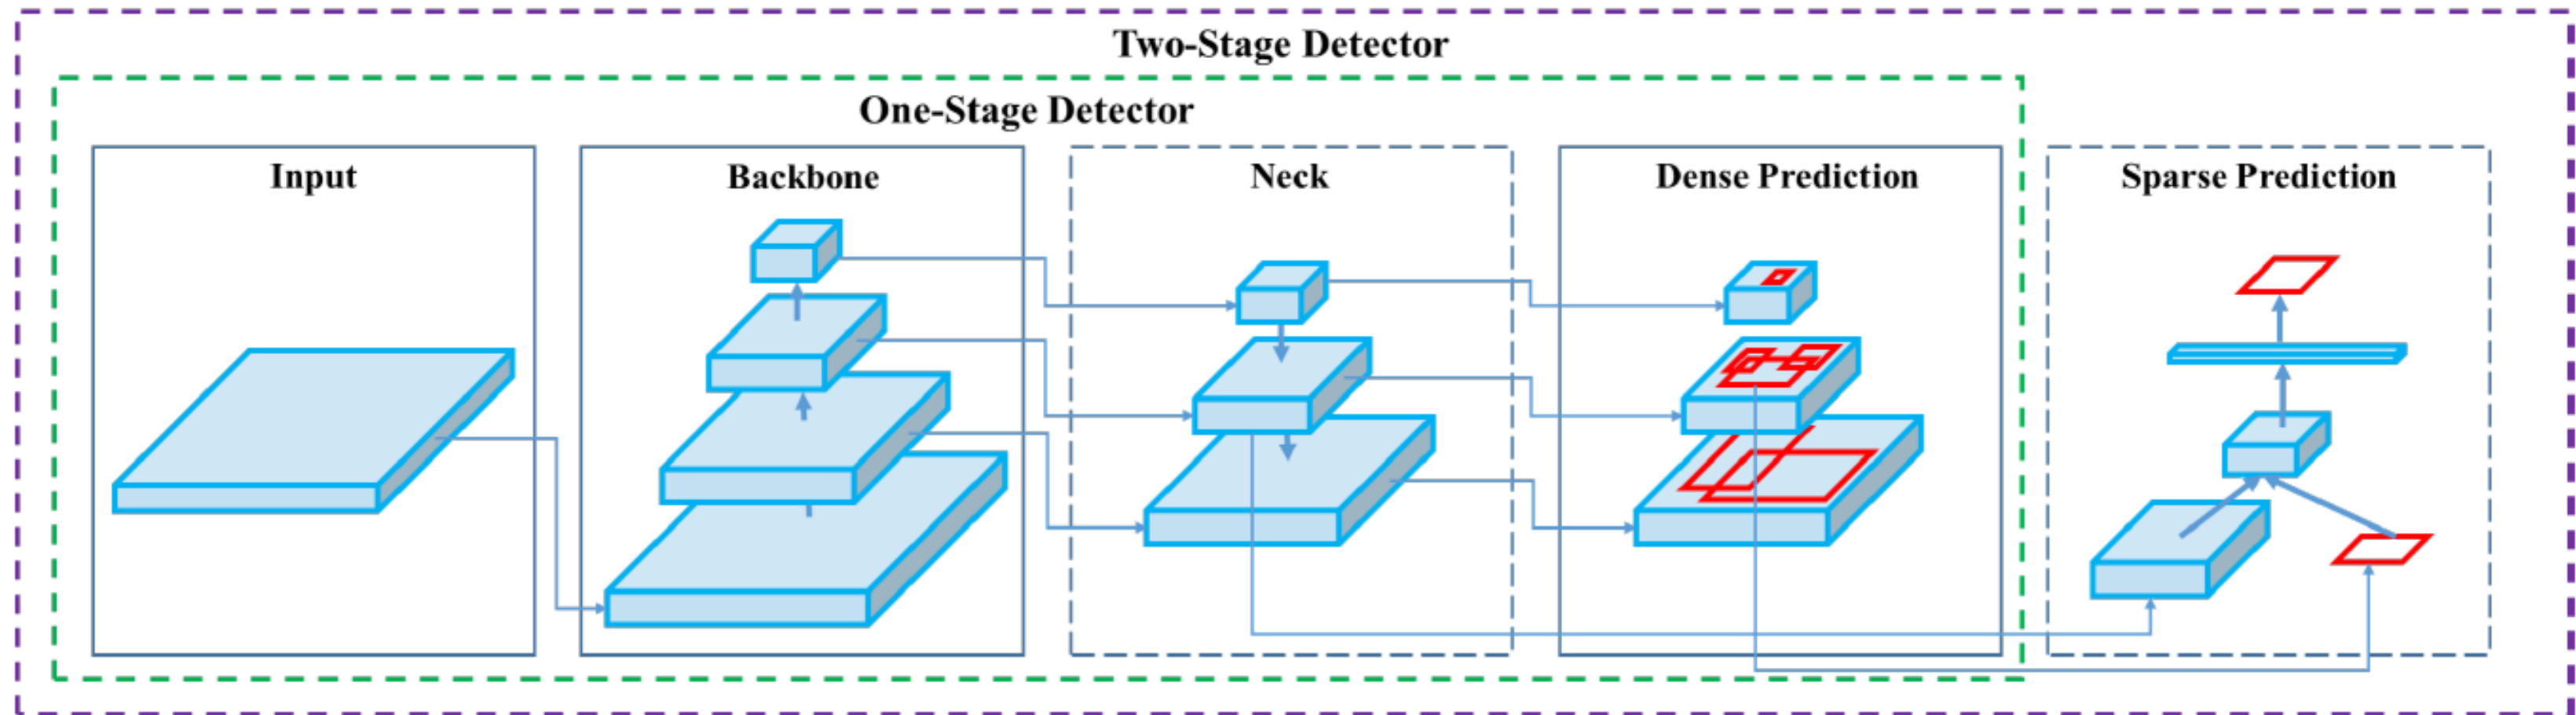 Two-Stage Detector
One-Stage Detector
Input
Backbone
Neck
Dense Prediction
Sparse Prediction